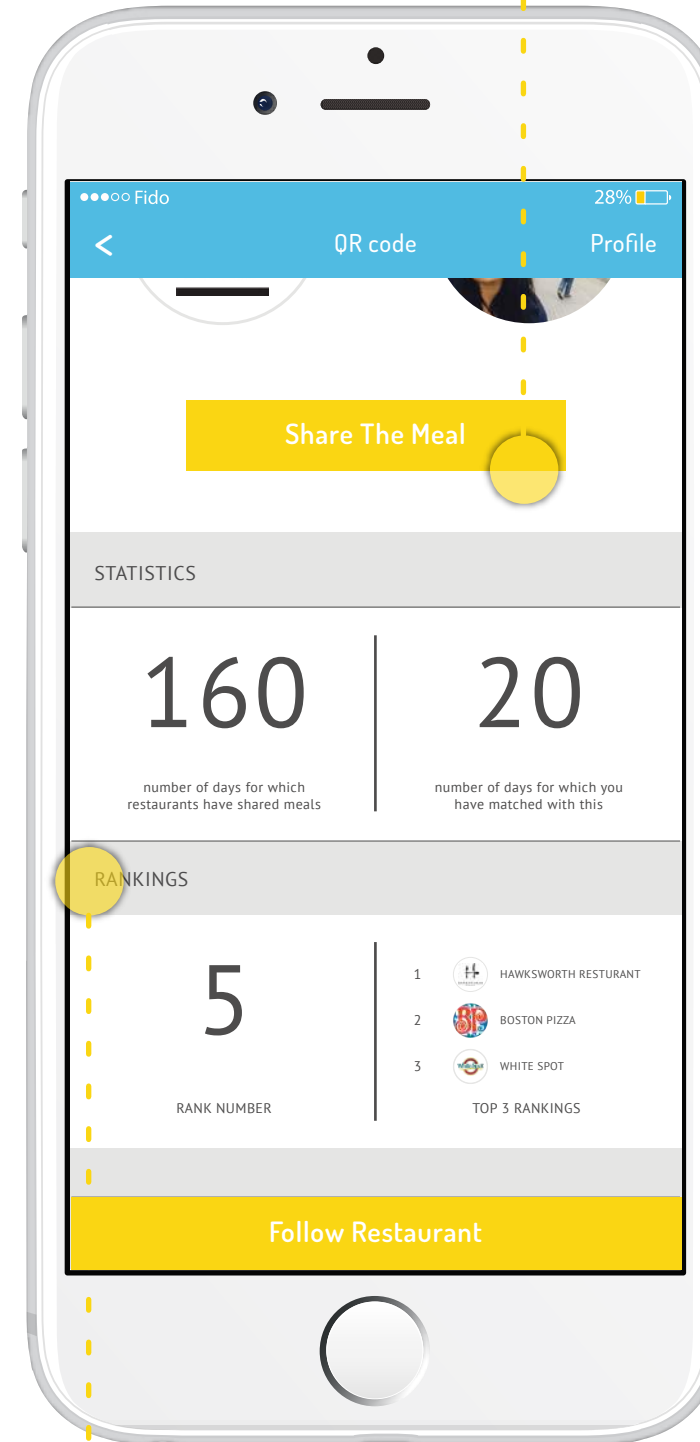 Fido 28%
< QR code Profile
Share The Meal
STATISTICS
160 20
number of days for which
restaurants have shared meals
number of days for which you
have matched with this
RANKINGS
5
RANK NUMBER
1 HAWKSWORTH RESTURANT
2 BP BOSTON PIZZA
3 WHITE SPOT
TOP 3 RANKINGS
Follow Restaurant